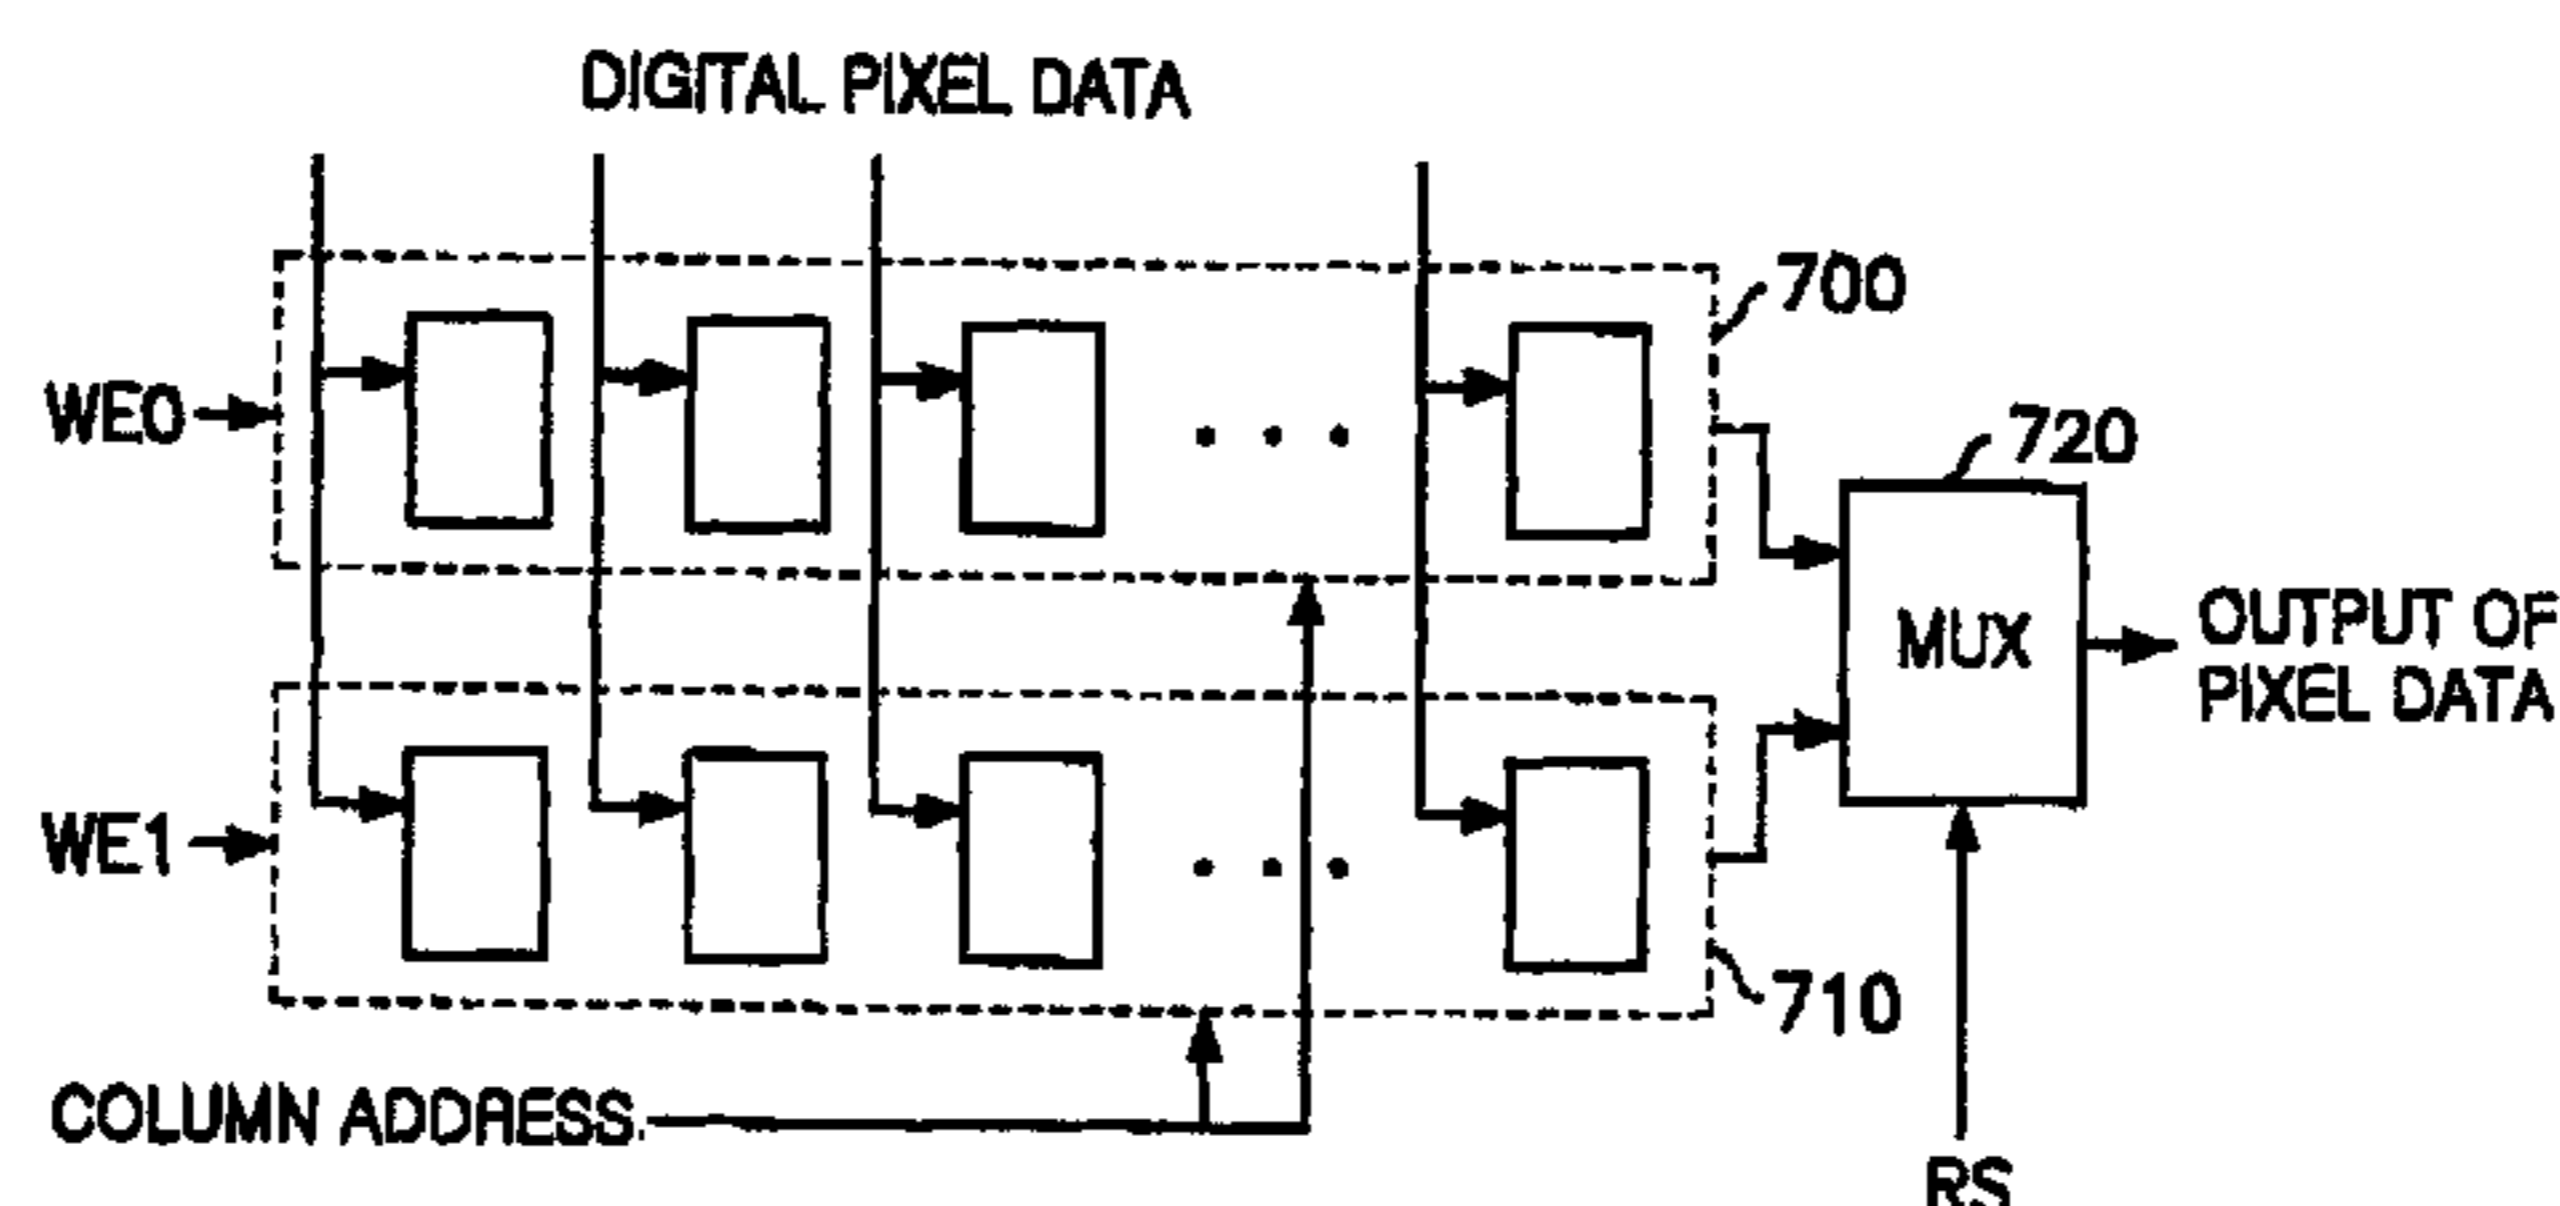 DIGITAL PIXEL DATA
700
WE0
720
MUX
OUTPUT OF
PIXEL DATA
WE1
710
COLUMN ADDRESS
RS